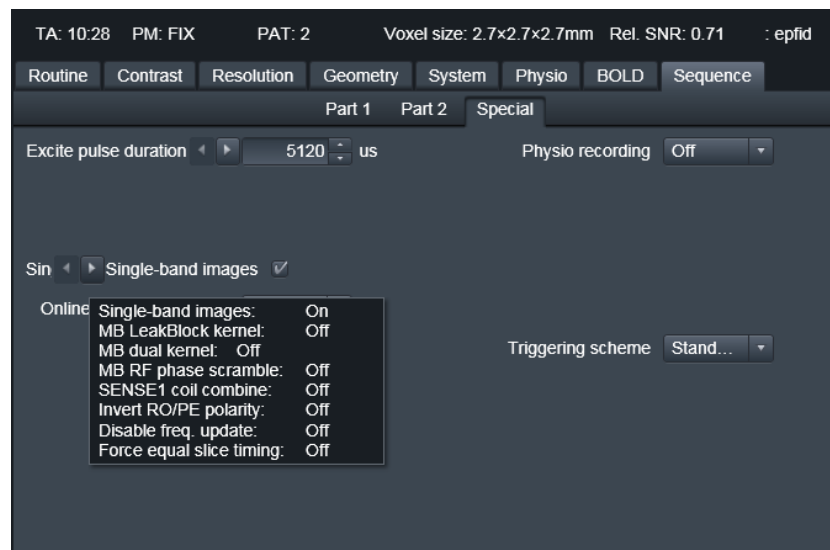 TA: 10:28 PM: FIX PAT: 2 Voxel size: 2.7×2.7×2.7mm Rel. SNR: 0.71 : epfid
Routine Contrast Resolution Geometry System Physio BOLD Sequence
Part 1 Part 2 Special
Excite pulse duration 5120 us Physio recording Off
Sin Single-band images
Online
Single-band images: On
MB LeakBlock kernel: Off
MB dual kernel: Off
MB RF phase scramble: Off
SENSE1 coil combine: Off
Invert RO/PE polarity: Off
Disable freq. update: Off
Force equal slice timing: Off
Triggering scheme Stand...